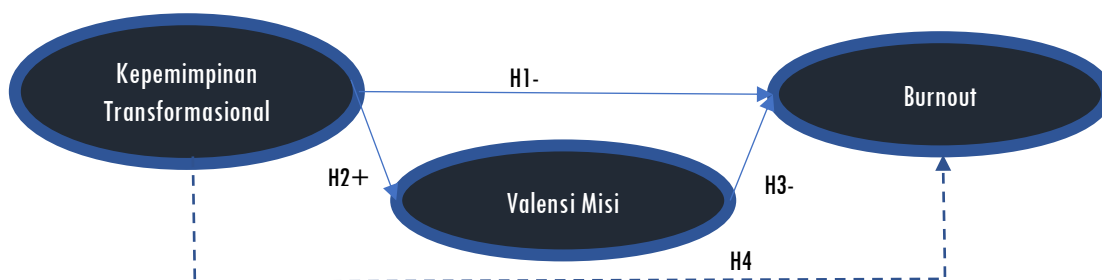 Kepemimpinan
Transformasional
H1-
Burnout
H2+
Valensi Misi
H3-
H4